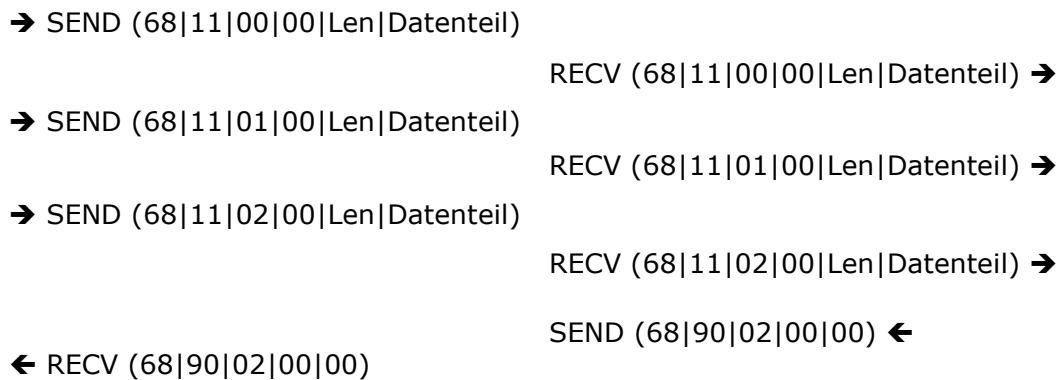 ➔ SEND (68|11|00|00|Len|Datenteil)
RECV (68|11|00|00|Len|Datenteil) ➔
➔ SEND (68|11|01|00|Len|Datenteil)
RECV (68|11|01|00|Len|Datenteil) ➔
➔ SEND (68|11|02|00|Len|Datenteil)
RECV (68|11|02|00|Len|Datenteil) ➔
SEND (68|90|02|00|00) 🡸
🡸 RECV (68|90|02|00|00)